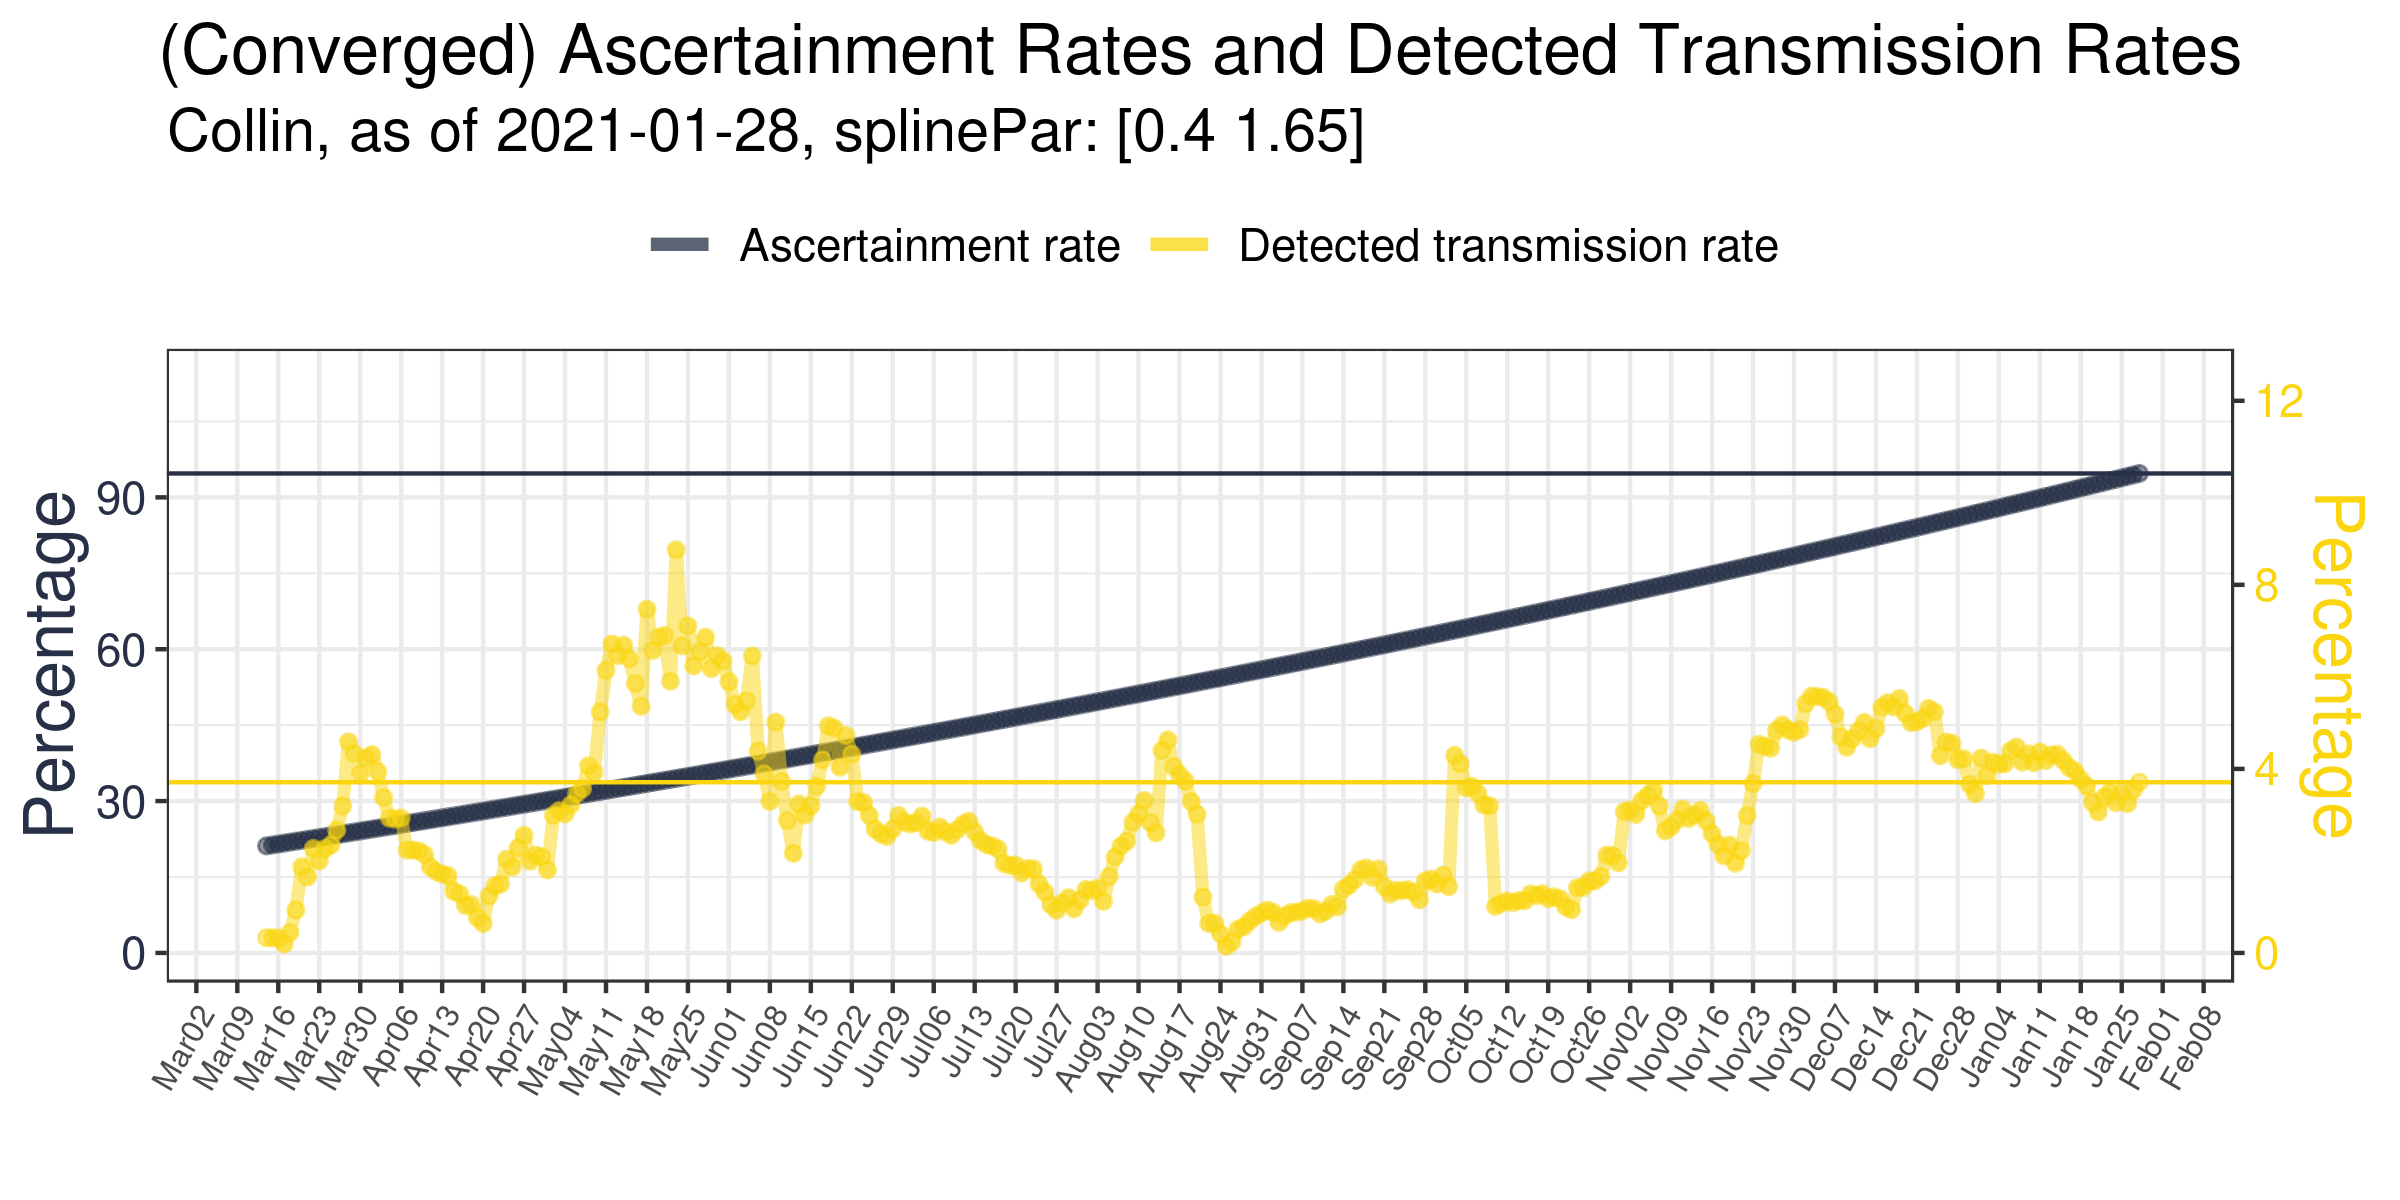 (Converged) Ascertainment Rates and Detected Transmission Rates
Collin, as of 2021-01-28, splinePar: [0.4 1.65]
Ascertainment rate Detected transmission rate
Percentage
90
60
30
0
12
8
4
0
Percentage
Mar02 Mar09 Mar16 Mar23 Mar30 Apr06 Apr13 Apr20 Apr27 May04 May11 May18 May25 Jun01 Jun08 Jun15 Jun22 Jun29 Jul06 Jul13 Jul20 Jul27 Aug03 Aug10 Aug17 Aug24 Aug31 Sep07 Sep14 Sep21 Sep28 Oct05 Oct12 Oct19 Oct26 Nov02 Nov09 Nov16 Nov23 Nov30 Dec07 Dec14 Dec21 Dec28 Jan04 Jan11 Jan18 Jan25 Feb01 Feb08